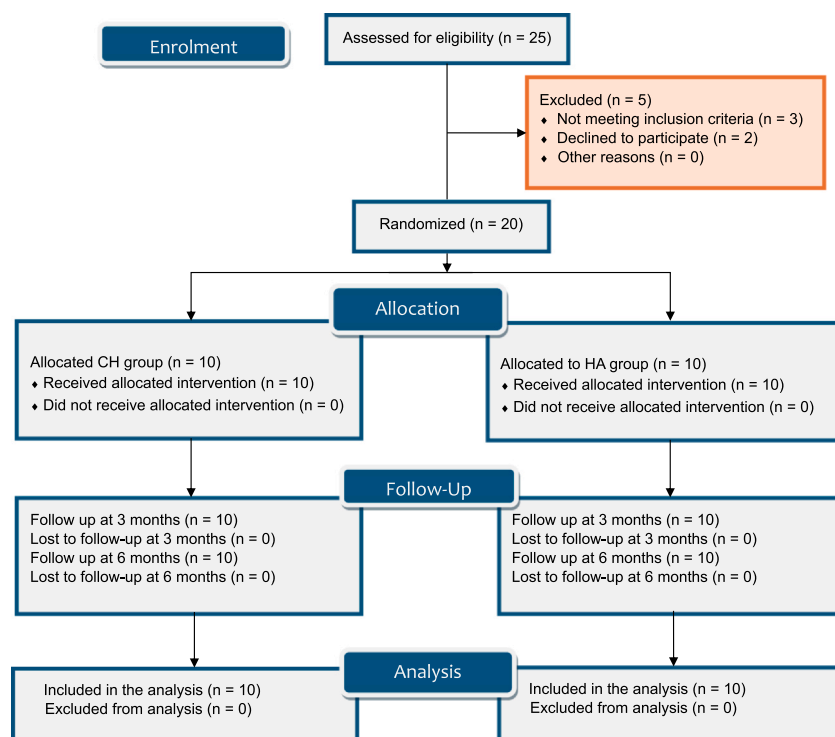 Enrolment
Assessed for eligibility (n = 25)
Excluded (n = 5)
♦ Not meeting inclusion criteria (n = 3)
♦ Declined to participate (n = 2)
♦ Other reasons (n = 0)
Randomized (n = 20)
Allocation
Allocated CH group (n = 10)
♦ Received allocated intervention (n = 10)
♦ Did not receive allocated intervention (n = 0)
Allocated to HA group (n = 10)
♦ Received allocated intervention (n = 10)
♦ Did not receive allocated intervention (n = 0)
Follow-Up
Follow up at 3 months (n = 10)
Lost to follow-up at 3 months (n = 0)
Follow up at 6 months (n = 10)
Lost to follow-up at 6 months (n = 0)
Follow up at 3 months (n = 10)
Lost to follow-up at 3 months (n = 0)
Follow up at 6 months (n = 10)
Lost to follow-up at 6 months (n = 0)
Analysis
Included in the analysis (n = 10)
Excluded from analysis (n = 0)
Included in the analysis (n = 10)
Excluded from analysis (n = 0)